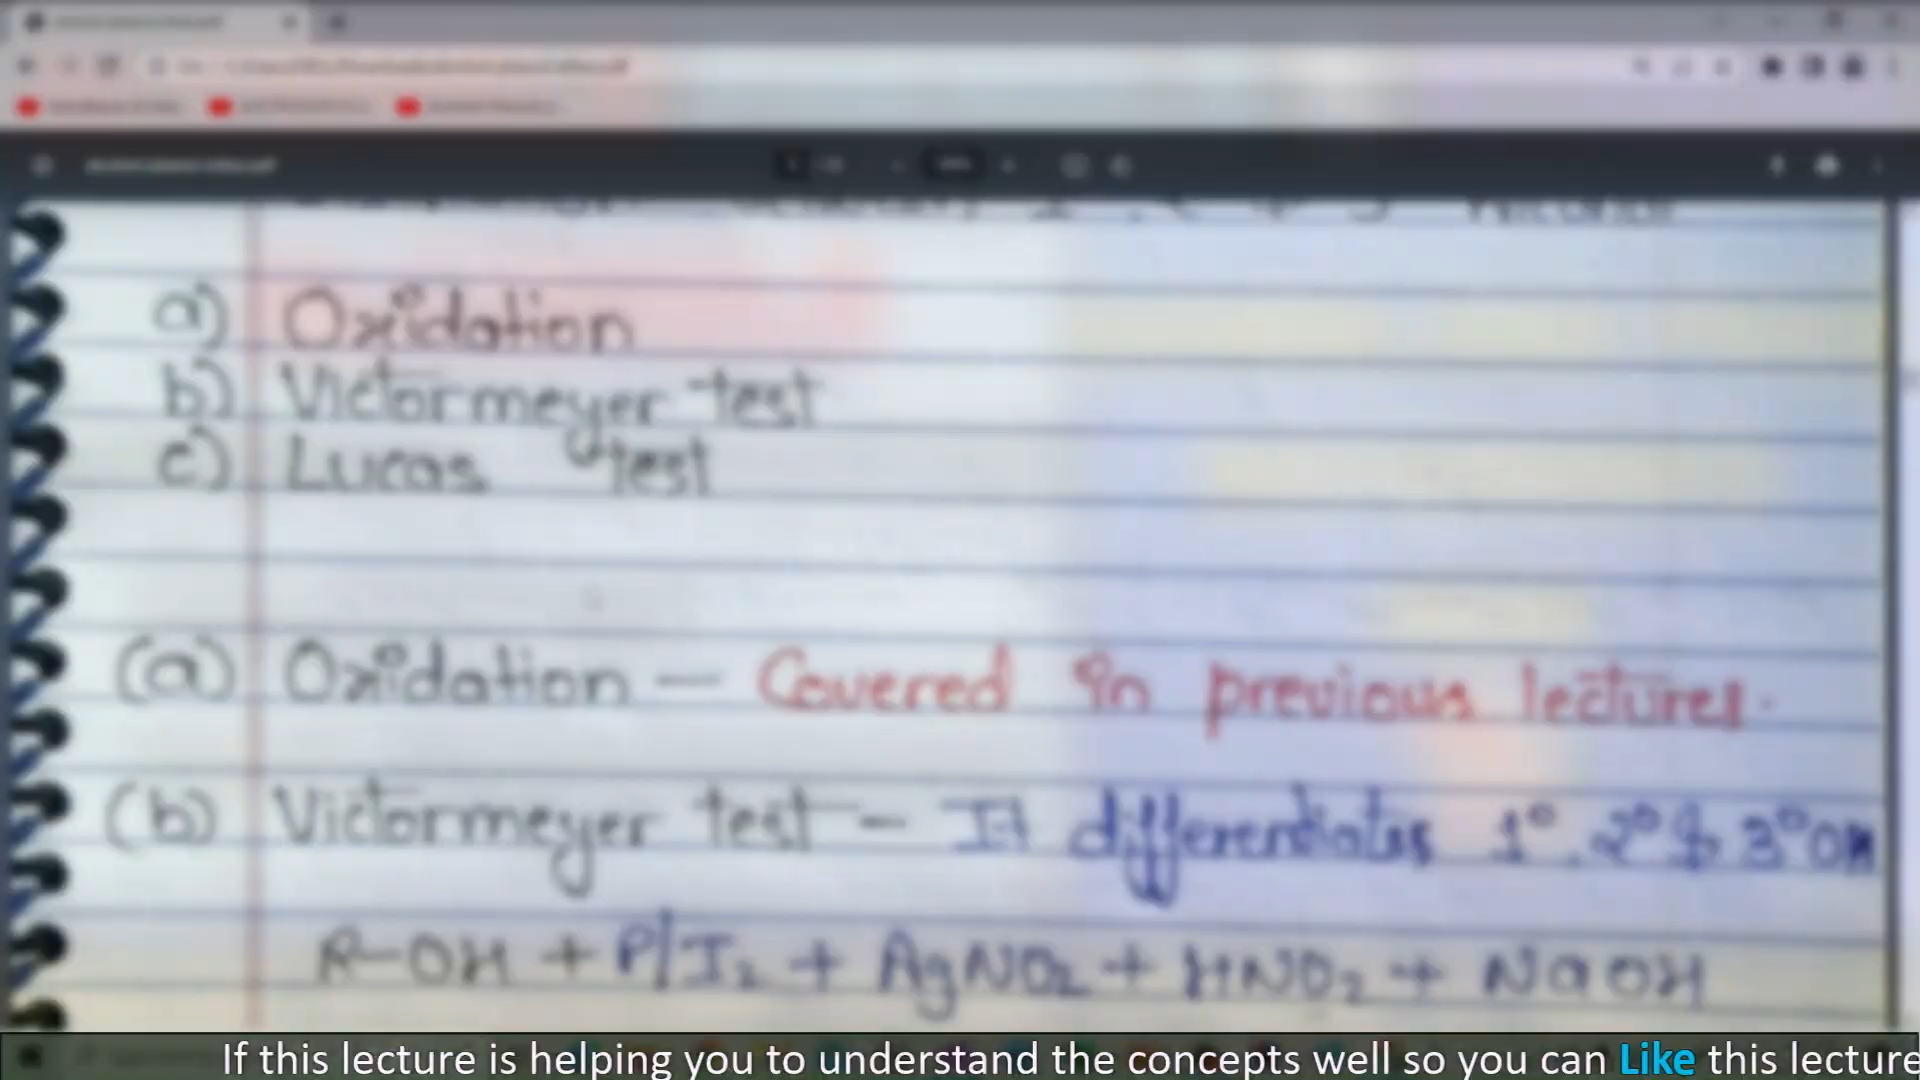 a) Oxidation
b) Victormeyer test
c) Lucas test
(a) Oxidation — Covered in previous lectures.
(b) Victormeyer test - It differentiates 1°, 2° & 3° OH
R-OH + P/I₂ + AgNO₂ + HNO₂ + NaOH
If this lecture is helping you to understand the concepts well so you can Like this lecture